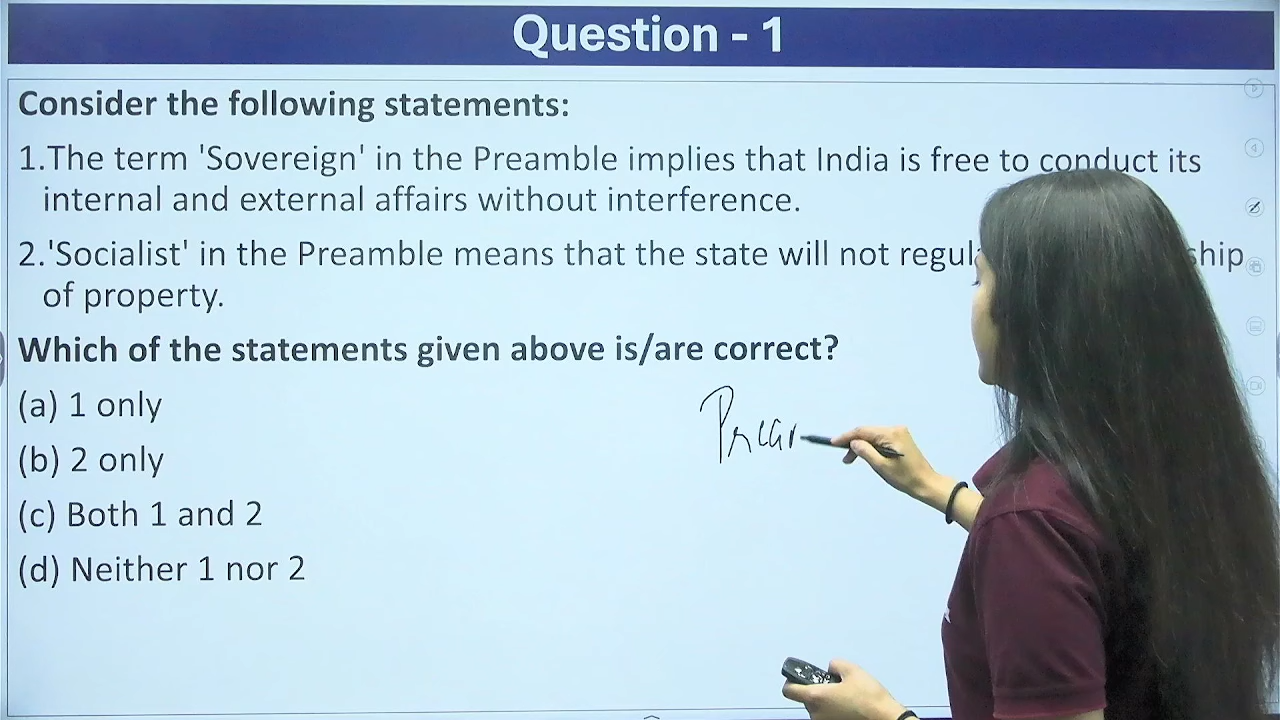 Question - 1
Consider the following statements:
1.The term 'Sovereign' in the Preamble implies that India is free to conduct its
internal and external affairs without interference.
2.'Socialist' in the Preamble means that the state will not
of property.
Which of the statements given above is/are correct?
(a) 1 only
(b) 2 only
(c) Both 1 and 2
(d) Neither 1 nor 2
Pream